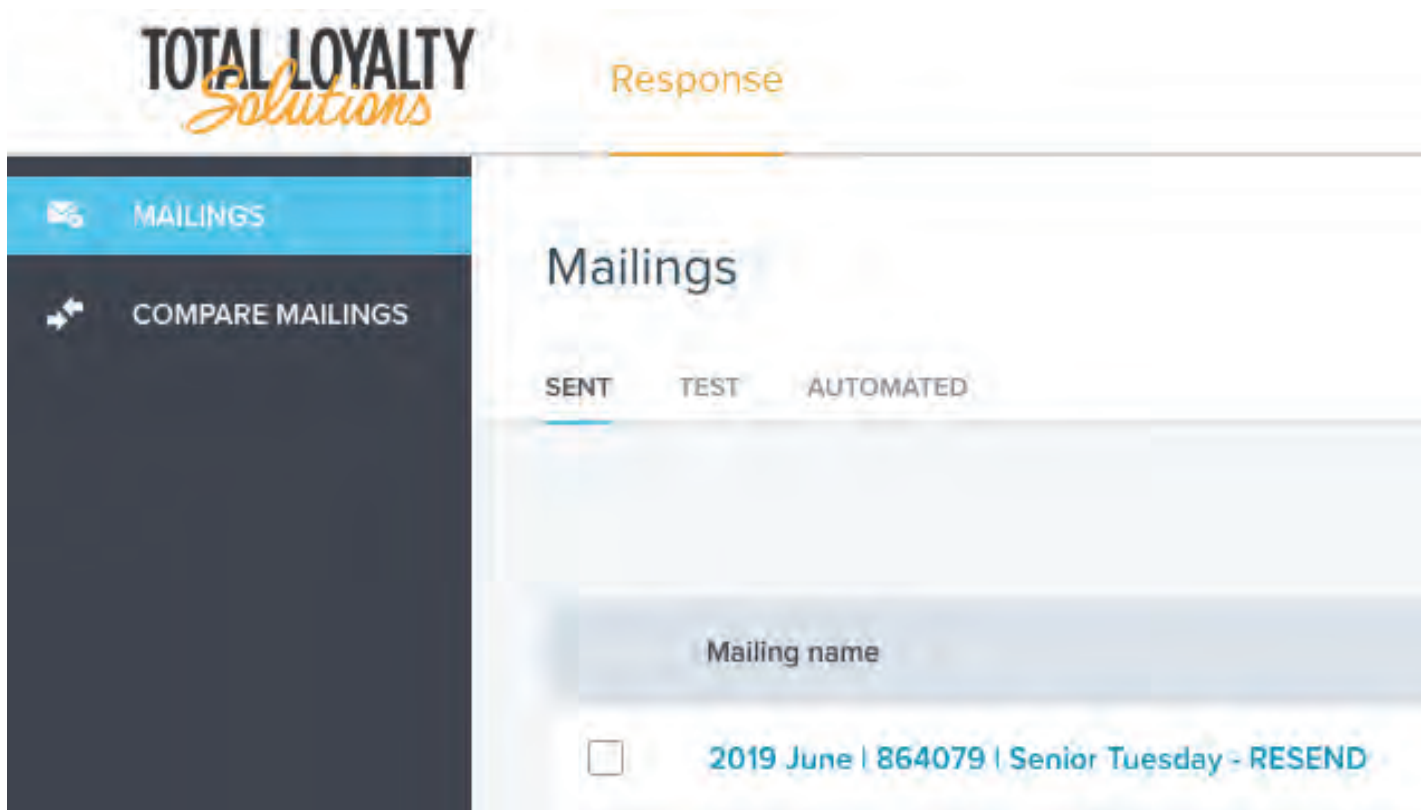 TOTAL LOYALTY
Solutions
Response
MAILINGS
COMPARE MAILINGS
Mailings
SENT TEST AUTOMATED
Mailing name
2019 June | 864079 | Senior Tuesday - RESEND